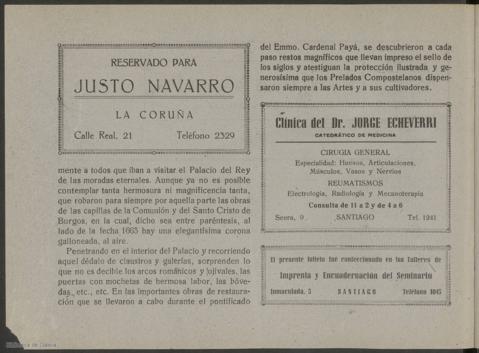 RESERVADO PARA
JUSTO NAVARRO
LA CORUÑA
Calle Real, 21 Teléfono 2329
mente a todos que iban a visitar el Palacio del Rey
de las moradas eternales. Aunque ya no es posible
contemplar tanta hermosura ni magnificencia tanta,
que robaron para siempre por aquella parte las obras
de las capillas de la Comunión y del Santo Cristo de
Burgos, en la cual, dicho sea entre paréntesis, al
lado de la fecha 1665 hay una elegantísima corona
galloneada, al aire.
Penetrando en el interior del Palacio y recorriendo
aquel dédalo de claustros y galerías, sorprenden lo
que no es decible los arcos románicos y ojivales, las
puertas con mochetas de hermosa labor, las bóve-
das, etc., etc. En las importantes obras de restaura-
ción que se llevaron a cabo durante el pontificado
del Emmo. Cardenal Payá, se descubrieron a cada
paso restos magníficos que llevan impreso el sello de
los siglos y atestiguan la protección ilustrada y ge-
nerosísima que los Prelados Compostelanos dispen-
saron siempre a las Artes y a sus cultivadores.
Clínica del Dr. JORGE ECHEVERRI
CATEDRÁTICO DE MEDICINA
CIRUGIA GENERAL
Especialidad: Huesos, Articulaciones,
Músculos, Vasos y Nervios
REUMATISMOS
Electrología, Radiología y Mecanoterapia
Consulta de 11 a 2 y de 4 a 6
Senra, 9 SANTIAGO Tel. 1241
El presente folleto fué confeccionado en los Talleres de
Imprenta y Encuadernación del Seminario
Inmaculada, 5 SANTIAGO Teléfono 1045
Biblioteca de Galicia